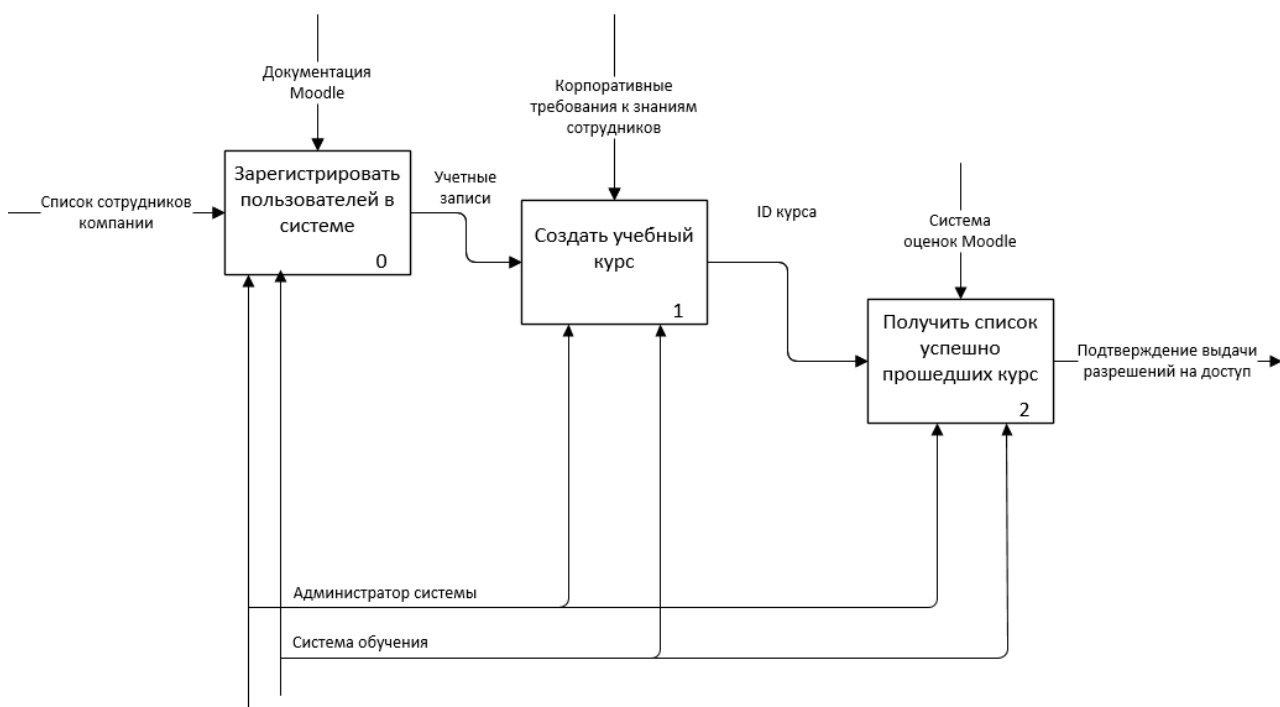 Документация
Moodle
Корпоративные
требования к знаниям
сотрудников
Зарегистрировать
пользователей в
системе
0
Список сотрудников
компании
Учетные
записи
Создать учебный
курс
1
ID курса
Система
оценок Moodle
Получить список
успешно
прошедших курс
2
Подтверждение выдачи
разрешений на доступ
Администратор системы
Система обучения